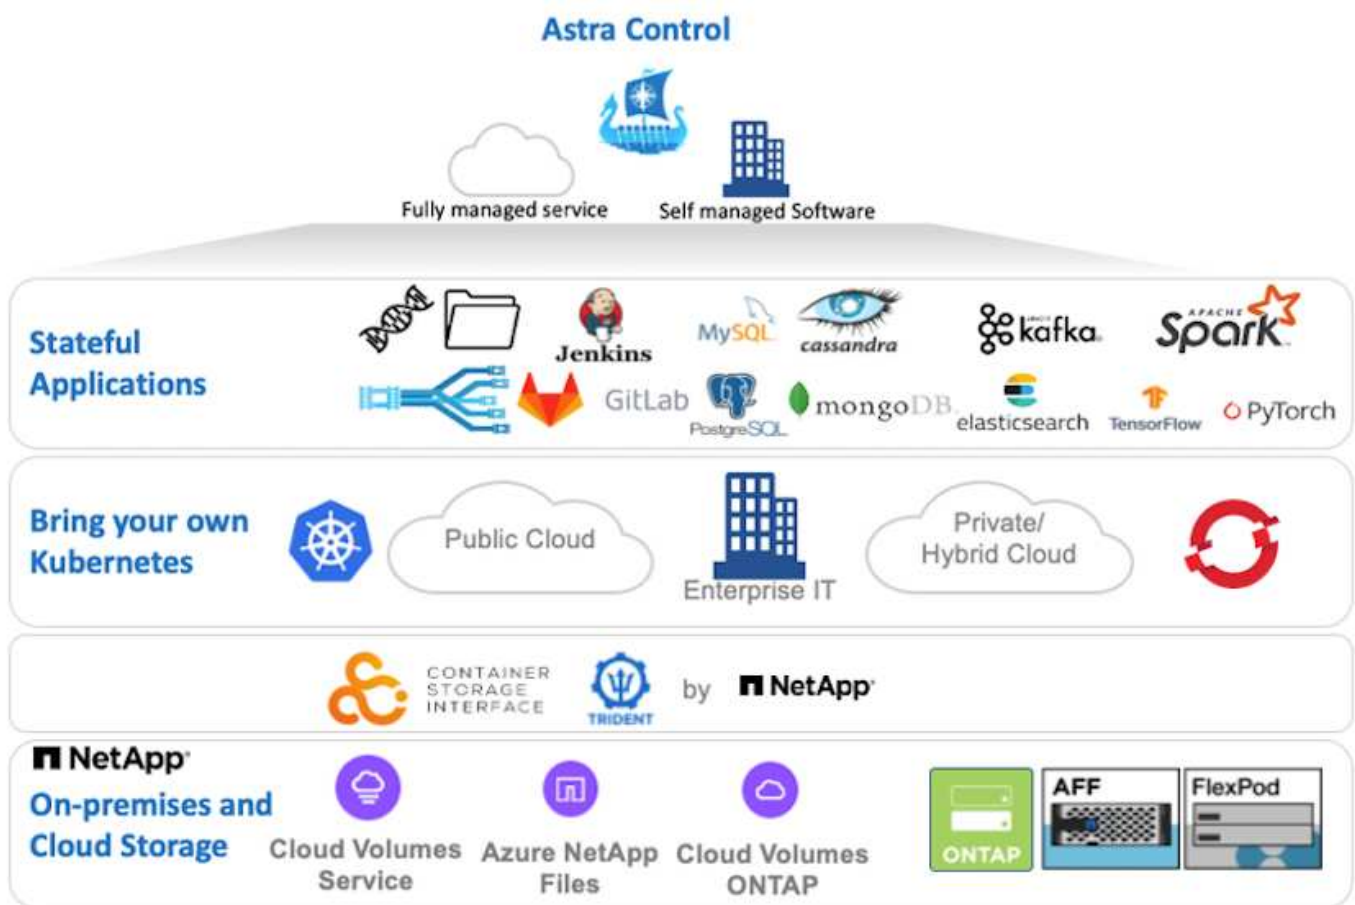 Astra Control
Fully managed service
Self managed Software
Stateful
Applications
Jenkins
MySQL
cassandra
kafka
APACHE
Spark
GitLab
PostgreSQL
mongoDB.
elasticsearch
TensorFlow
PyTorch
Bring your own
Kubernetes
Public Cloud
Enterprise IT
Private/
Hybrid Cloud
CONTAINER
STORAGE
INTERFACE
TRIDENT
by
NetApp
NetApp
On-premises and
Cloud Storage
Cloud Volumes
Service
Azure NetApp
Files
Cloud Volumes
ONTAP
ONTAP
AFF
FlexPod